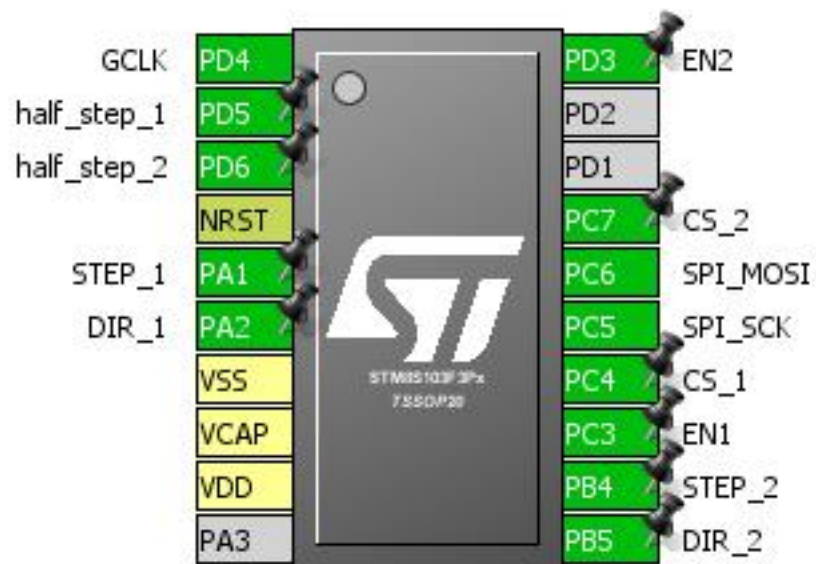 GCLK PD4 PD3 EN2
half_step_1 PD5 PD2
half_step_2 PD6 PD1
NRST PC7 CS_2
STEP_1 PA1 PC6 SPI_MOSI
DIR_1 PA2 PC5 SPI_SCK
ST
VSS STM8S103F3Px PC4 CS_1
TSSOP20
VCAP PC3 EN1
VDD PB4 STEP_2
PA3 PB5 DIR_2